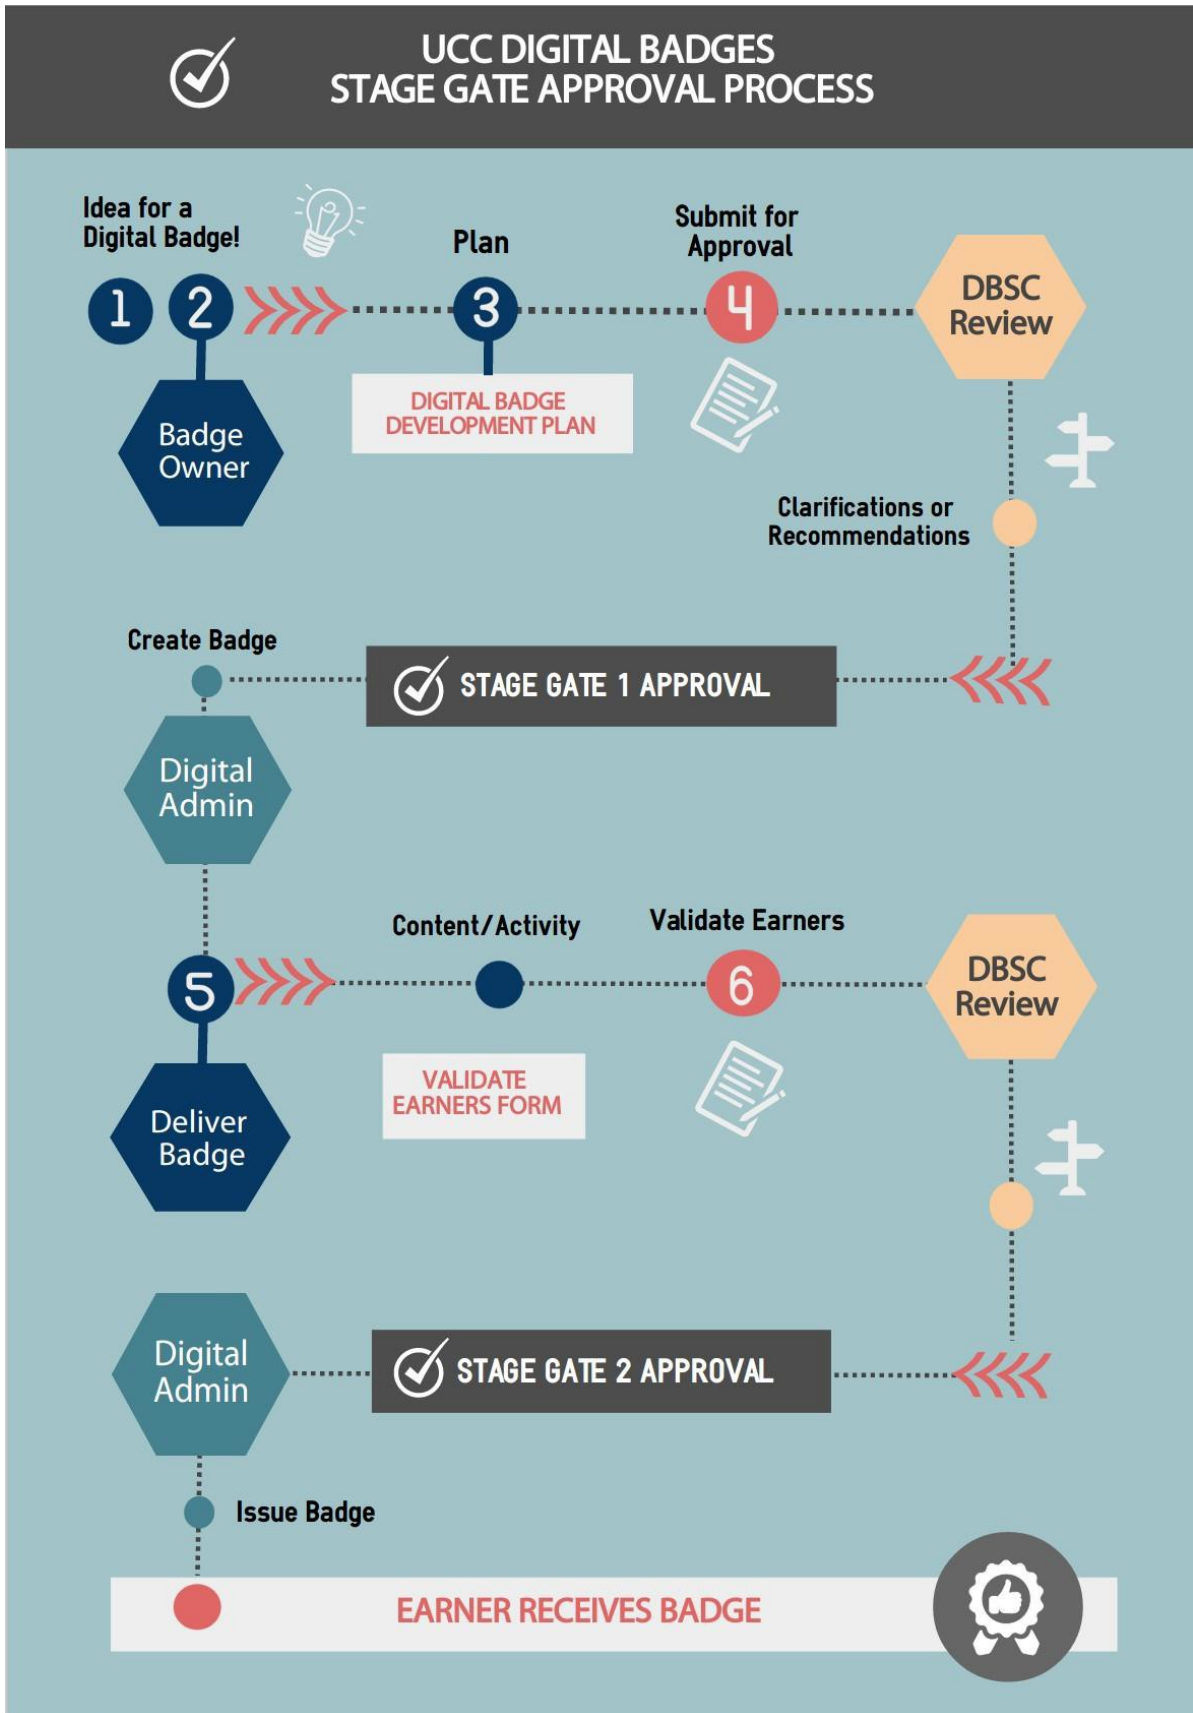 UCC DIGITAL BADGES
STAGE GATE APPROVAL PROCESS
Idea for a
Digital Badge!
Plan
Submit for
Approval
1
2
3
4
DBSC
Review
Badge
Owner
DIGITAL BADGE
DEVELOPMENT PLAN
Clarifications or
Recommendations
Create Badge
STAGE GATE 1 APPROVAL
Digital
Admin
Content/Activity
Validate Earners
5
6
DBSC
Review
VALIDATE
EARNERS FORM
Deliver
Badge
Digital
Admin
STAGE GATE 2 APPROVAL
Issue Badge
EARNER RECEIVES BADGE